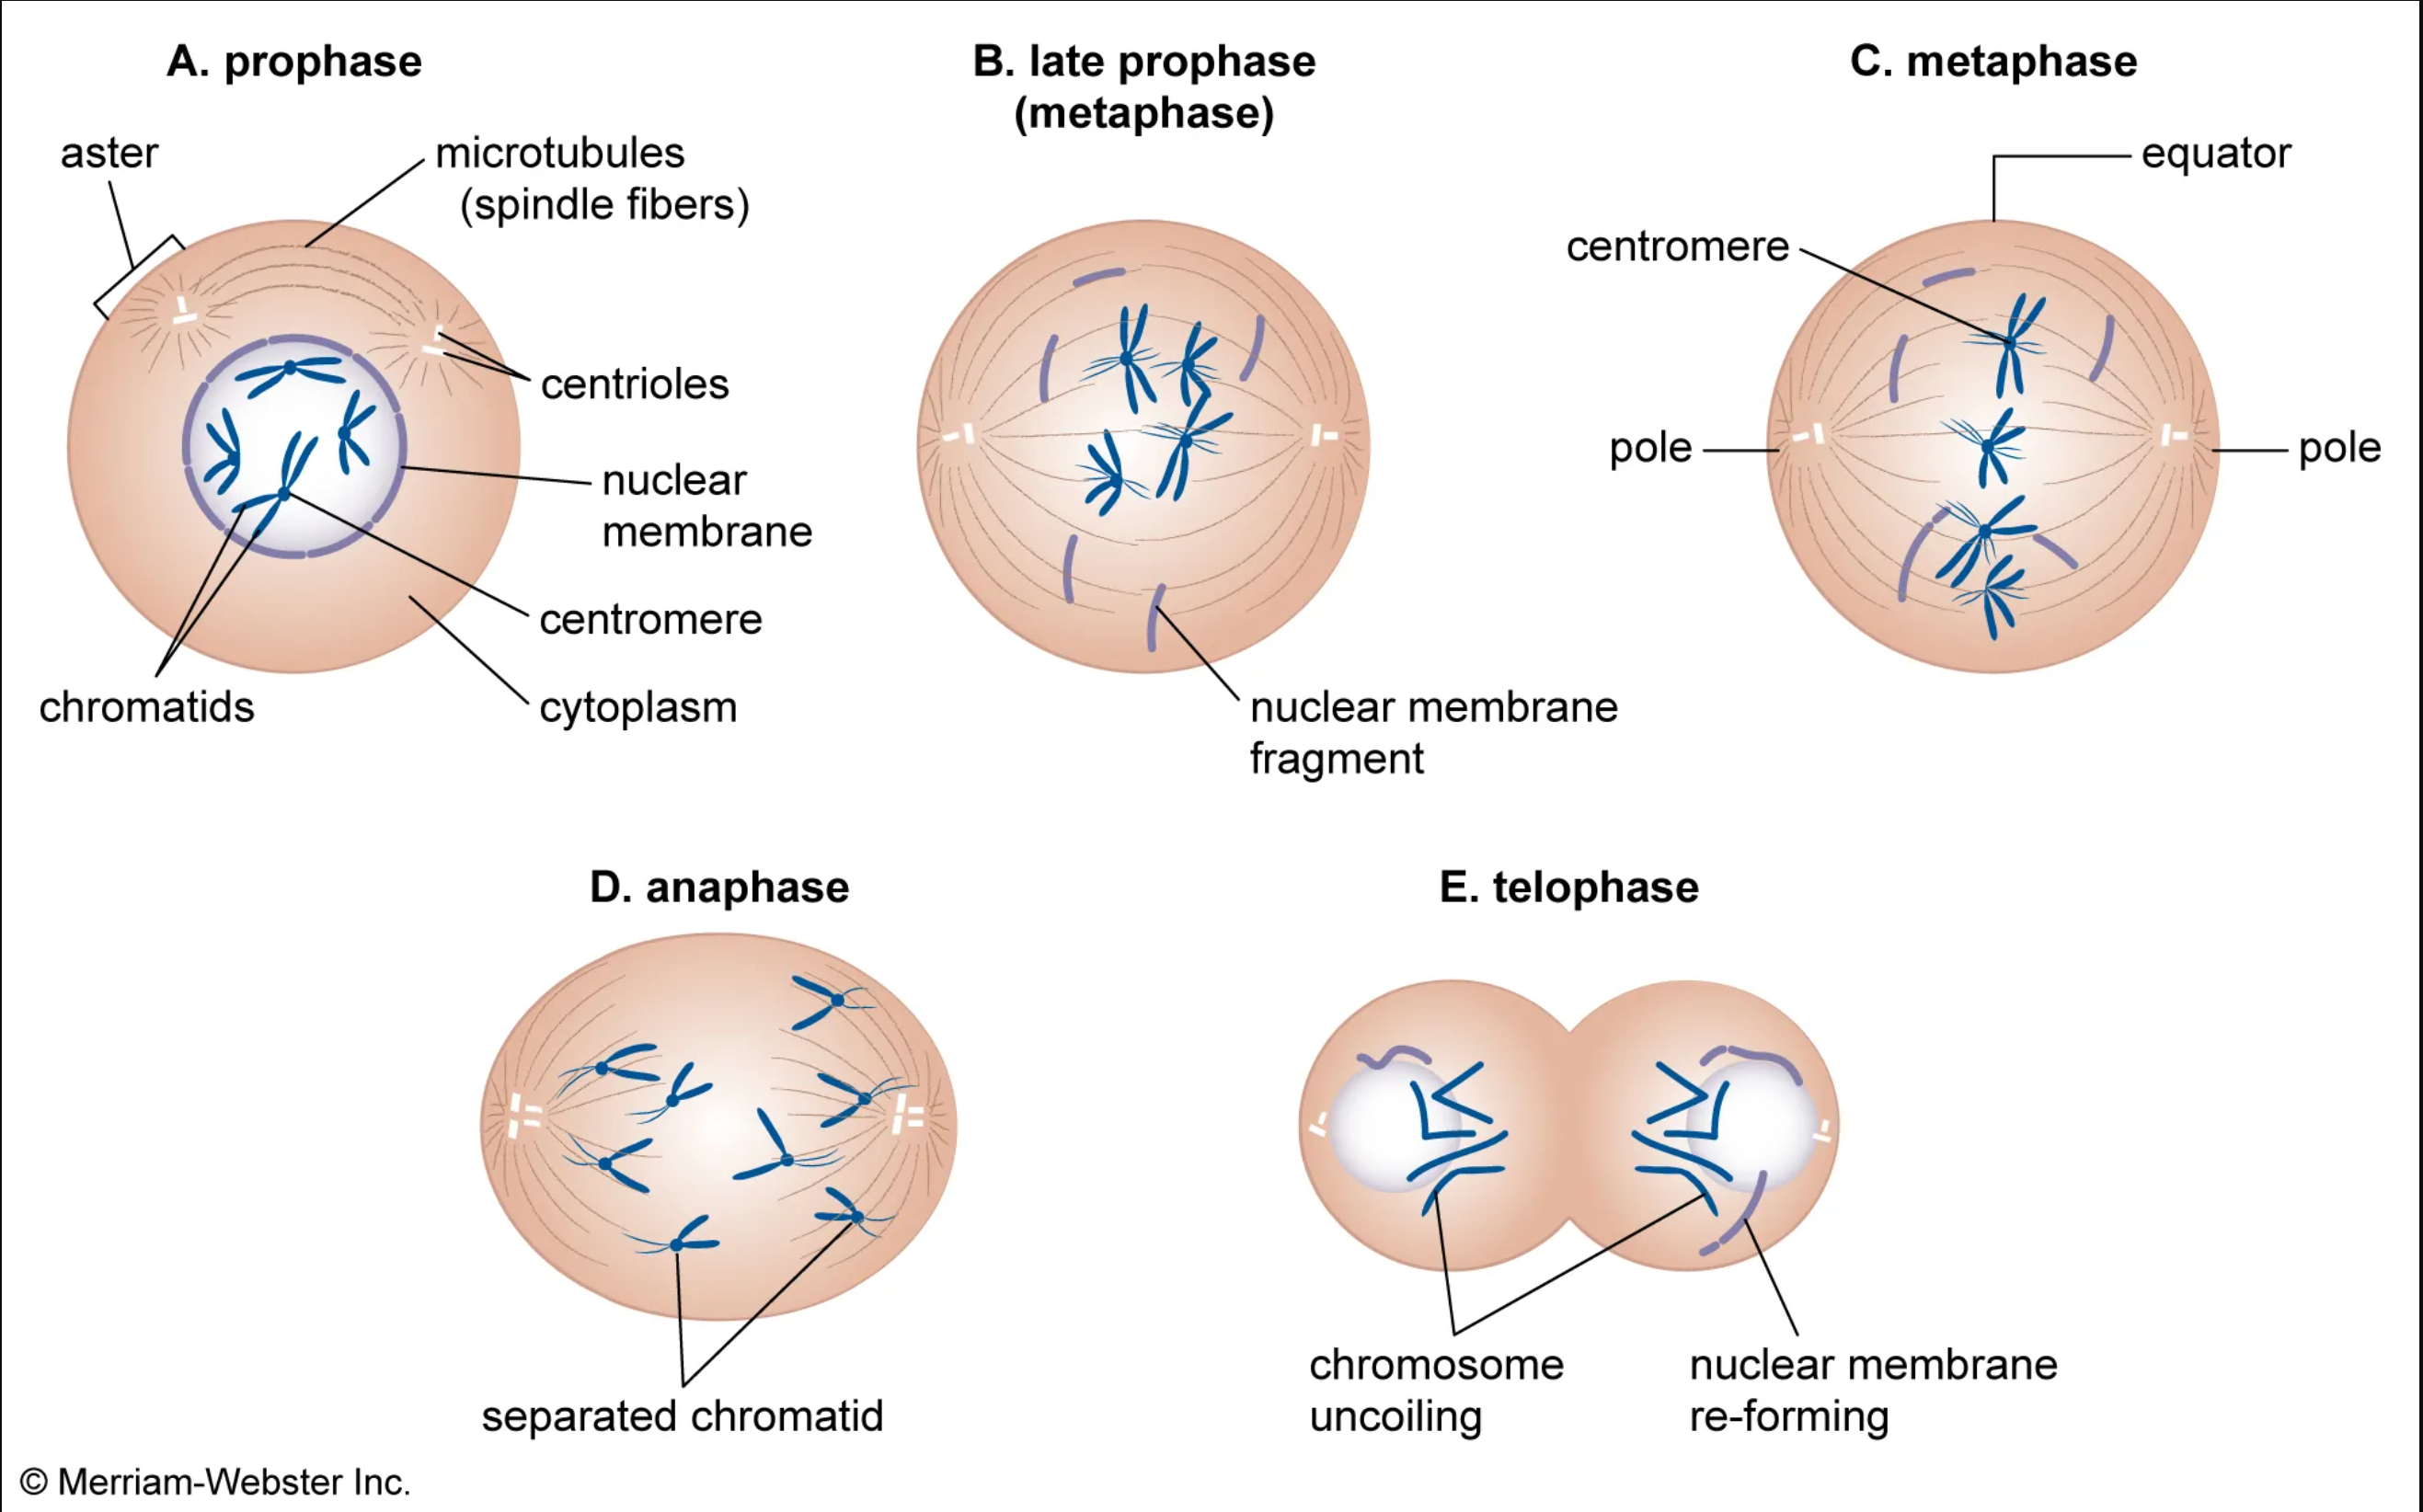 A. prophase
aster
microtubules
(spindle fibers)
centrioles
nuclear
membrane
centromere
cytoplasm
chromatids
B. late prophase
(metaphase)
nuclear membrane
fragment
C. metaphase
equator
centromere
pole
pole
D. anaphase
separated chromatid
E. telophase
chromosome
uncoiling
nuclear membrane
re-forming
© Merriam-Webster Inc.